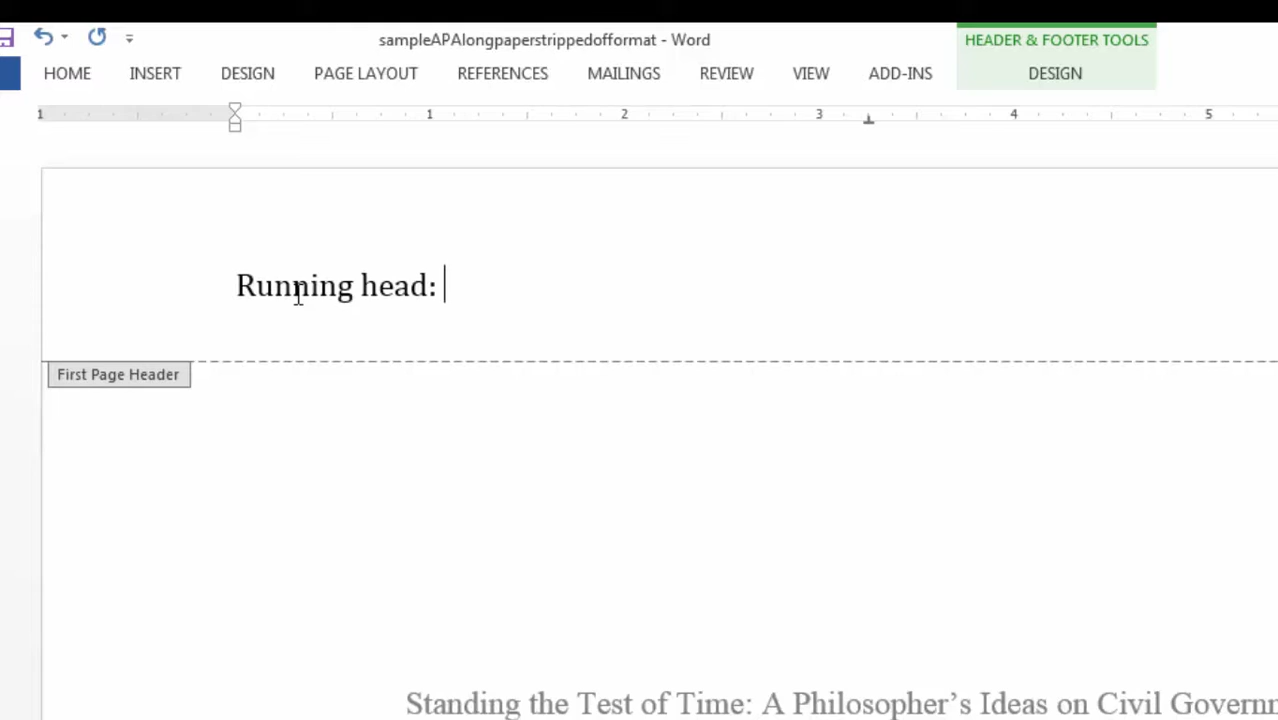 sampleAPAlongpaperstrippedofformat - Word
HEADER & FOOTER TOOLS
HOME INSERT DESIGN PAGE LAYOUT REFERENCES MAILINGS REVIEW VIEW ADD-INS DESIGN
1 1 2 3 4 5
Running head:
First Page Header
Standing the Test of Time: A Philosopher’s Ideas on Civil